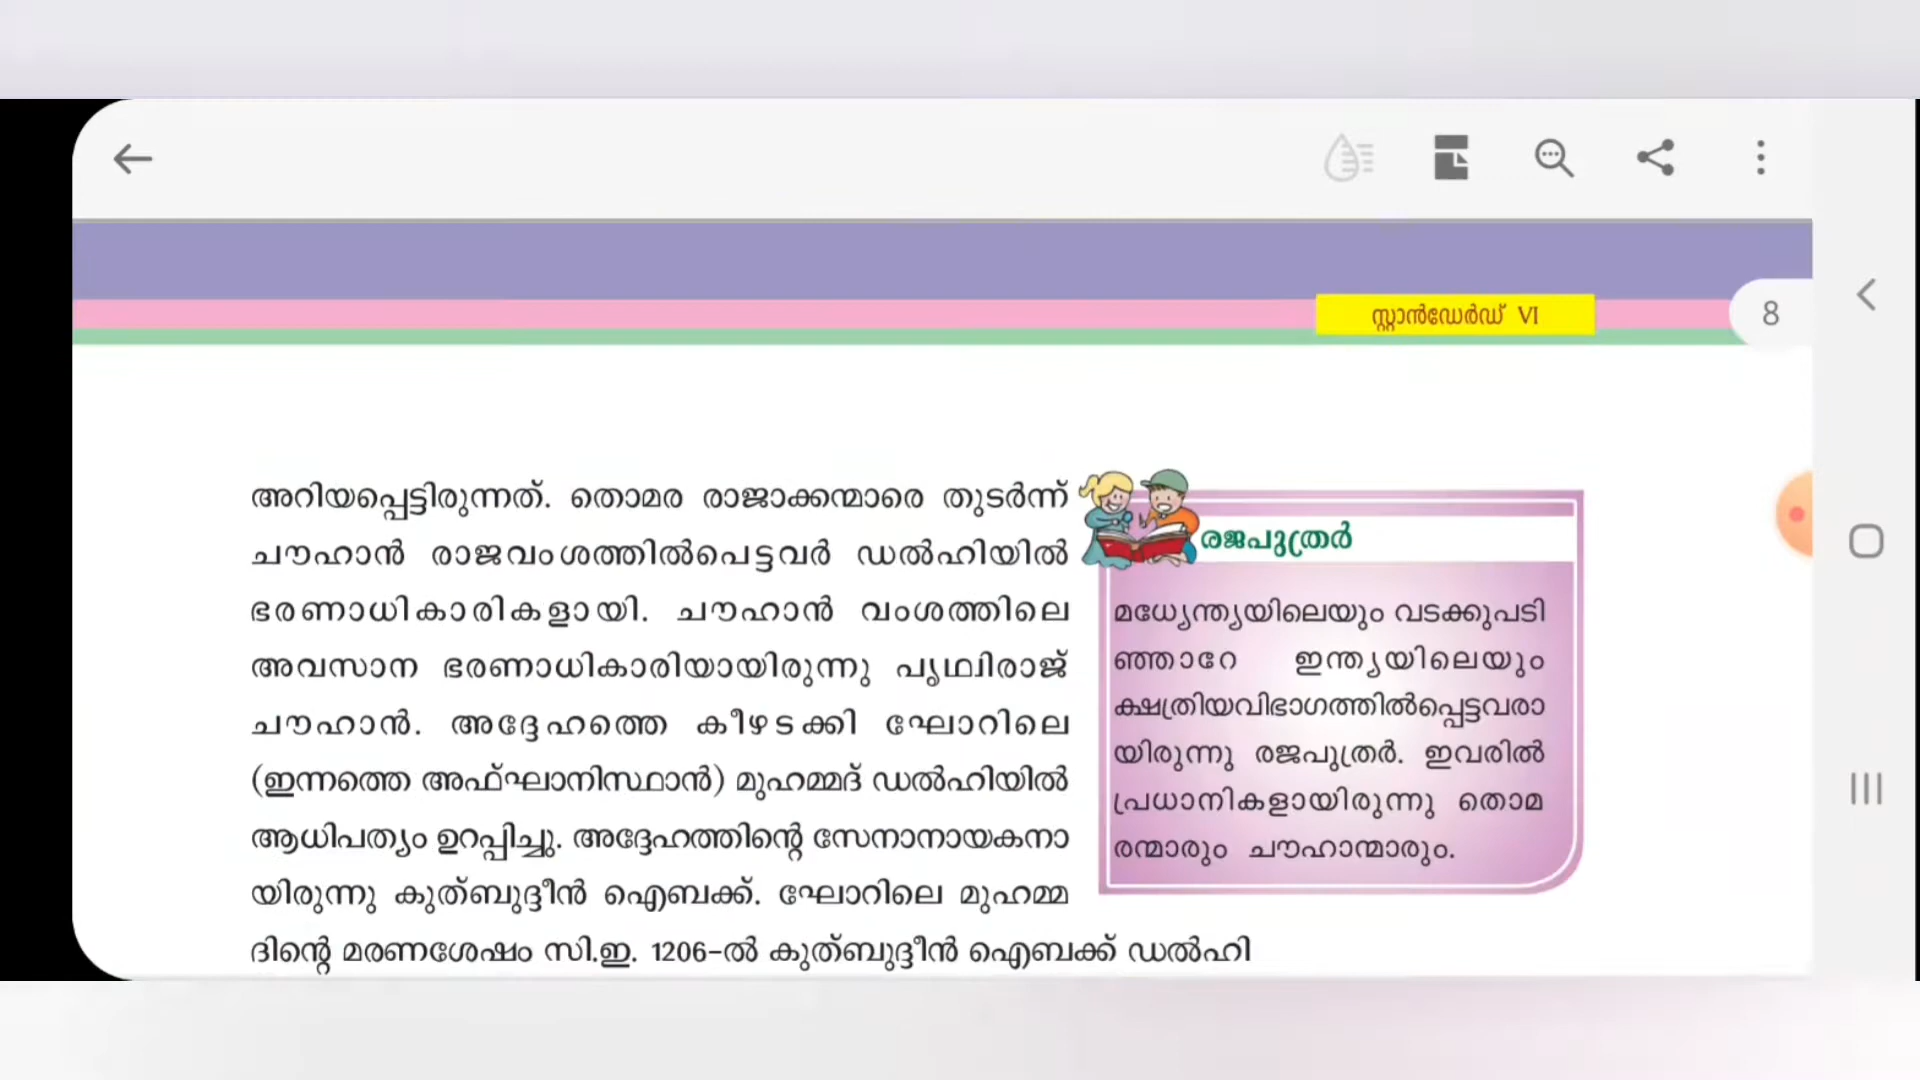 സ്റ്റാൻഡേർഡ് VI
8
അറിയപ്പെട്ടിരുന്നത്. തൊമര രാജാക്കന്മാരെ തുടർന്ന്
ചൗഹാൻ രാജവംശത്തിൽപെട്ടവർ ഡൽഹിയിൽ
ഭരണാധികാരികളായി. ചൗഹാൻ വംശത്തിലെ
അവസാന ഭരണാധികാരിയായിരുന്നു പൃഥ്വിരാജ്
ചൗഹാൻ. അദ്ദേഹത്തെ കീഴടക്കി ഘോറിലെ
(ഇന്നത്തെ അഫ്ഘാനിസ്ഥാൻ) മുഹമ്മദ് ഡൽഹിയിൽ
ആധിപത്യം ഉറപ്പിച്ചു. അദ്ദേഹത്തിന്റെ സേനാനായകനാ
യിരുന്നു കുത്ബുദ്ദീൻ ഐബക്ക്. ഘോറിലെ മുഹമ്മ
ദിന്റെ മരണശേഷം സി.ഇ. 1206-ൽ കുത്ബുദ്ദീൻ ഐബക്ക് ഡൽഹി
രജപുത്രർ
മധ്യേന്ത്യയിലെയും വടക്കുപടി
ഞ്ഞാറേ ഇന്ത്യയിലെയും
ക്ഷത്രിയവിഭാഗത്തിൽപ്പെട്ടവരാ
യിരുന്നു രജപുത്രർ. ഇവരിൽ
പ്രധാനികളായിരുന്നു തൊമ
രന്മാരും ചൗഹാന്മാരും.